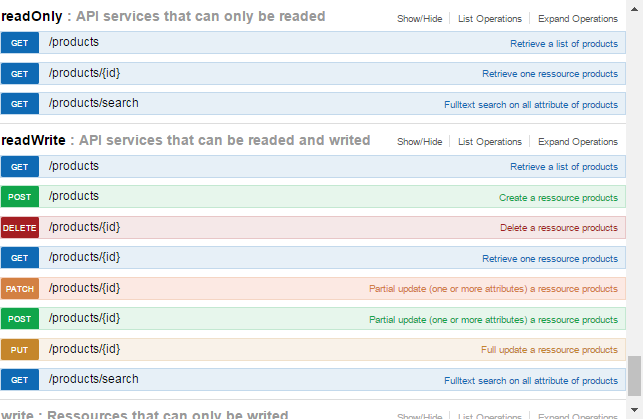 readOnly : API services that can only be readed Show/Hide List Operations Expand Operations
GET /products Retrieve a list of products
GET /products/{id} Retrieve one ressource products
GET /products/search Fulltext search on all attribute of products
readWrite : API services that can be readed and writed Show/Hide List Operations Expand Operations
GET /products Retrieve a list of products
POST /products Create a ressource products
DELETE /products/{id} Delete a ressource products
GET /products/{id} Retrieve one ressource products
PATCH /products/{id} Partial update (one or more attributes) a ressource products
POST /products/{id} Partial update (one or more attributes) a ressource products
PUT /products/{id} Full update a ressource products
GET /products/search Fulltext search on all attribute of products
write : Ressources that can only be writed Show/Hide List Operations Expand Operations